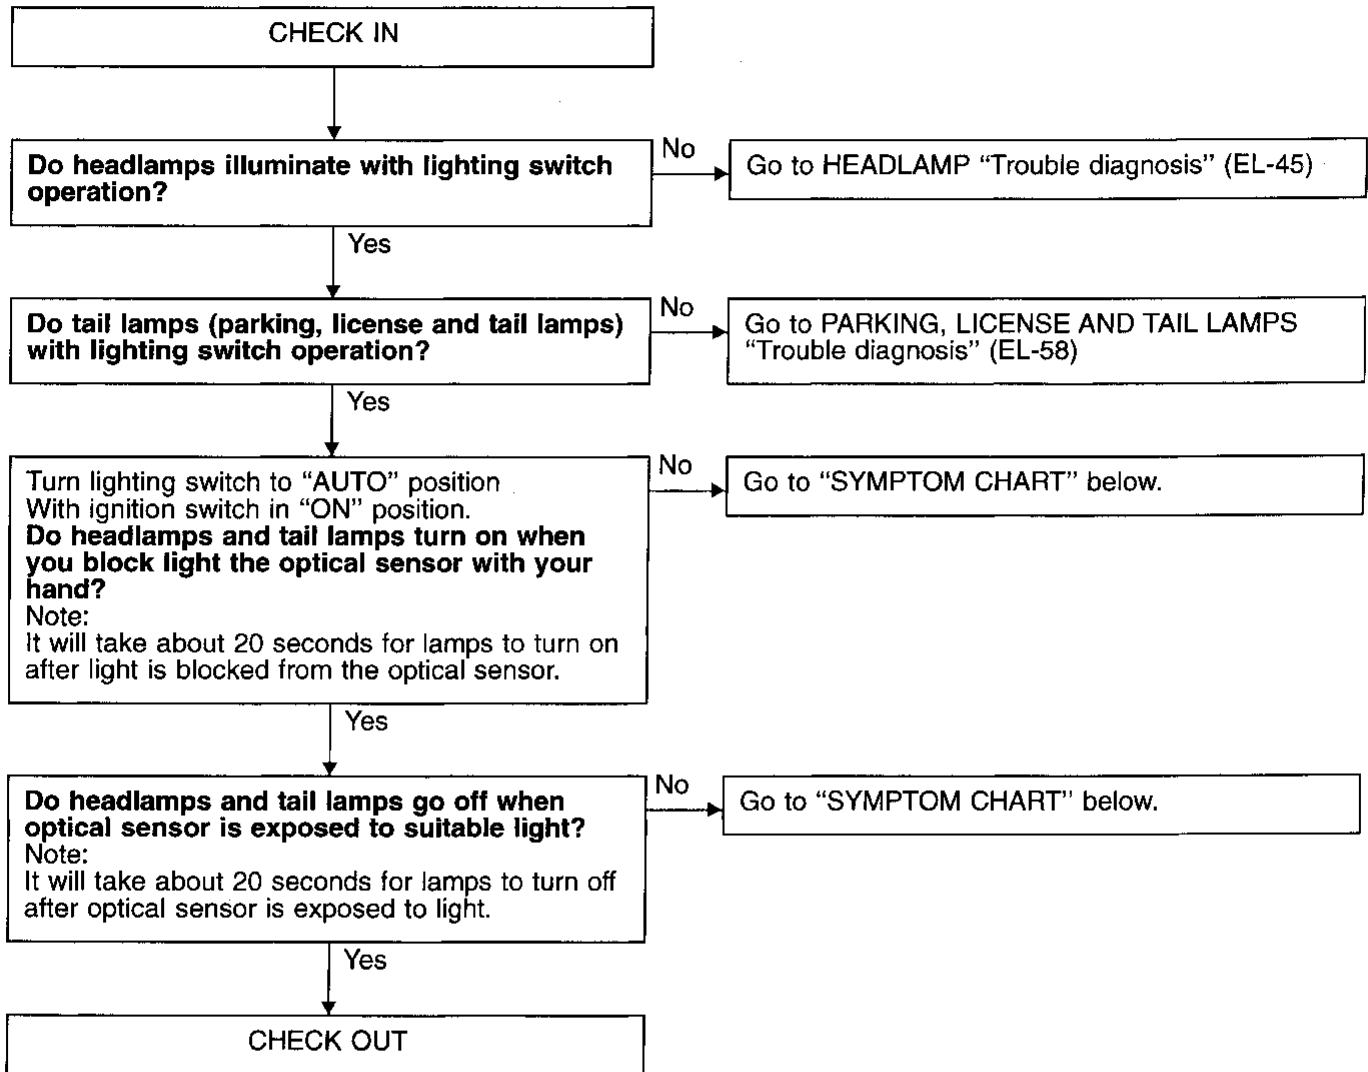 CHECK IN
Do headlamps illuminate with lighting switch
operation?
No
Go to HEADLAMP “Trouble diagnosis” (EL-45)
Yes
Do tail lamps (parking, license and tail lamps)
with lighting switch operation?
No
Go to PARKING, LICENSE AND TAIL LAMPS
“Trouble diagnosis” (EL-58)
Yes
Turn lighting switch to “AUTO” position
With ignition switch in “ON” position.
Do headlamps and tail lamps turn on when
you block light the optical sensor with your
hand?
Note:
It will take about 20 seconds for lamps to turn on
after light is blocked from the optical sensor.
No
Go to “SYMPTOM CHART” below.
Yes
Do headlamps and tail lamps go off when
optical sensor is exposed to suitable light?
Note:
It will take about 20 seconds for lamps to turn off
after optical sensor is exposed to light.
No
Go to “SYMPTOM CHART” below.
Yes
CHECK OUT